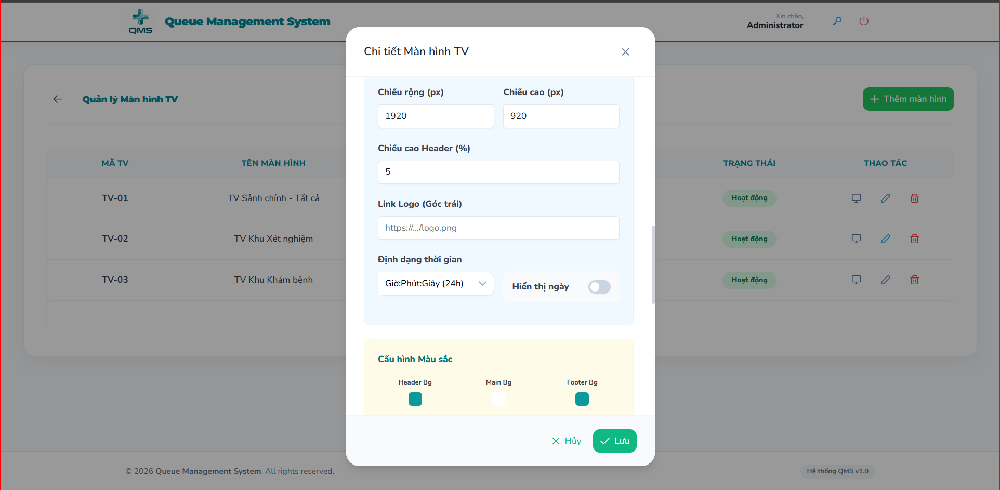 QMS
Queue Management System
Xin chào,
Administrator
Quản lý Màn hình TV
Thêm màn hình
MÃ TV
TÊN MÀN HÌNH
TRẠNG THÁI
THAO TÁC
TV-01
TV Sảnh chính - Tất cả
Hoạt động
TV-02
TV Khu Xét nghiệm
Hoạt động
TV-03
TV Khu Khám bệnh
Hoạt động
Chi tiết Màn hình TV
Chiều rộng (px)
Chiều cao (px)
1920
920
Chiều cao Header (%)
5
Link Logo (Góc trái)
https://.../logo.png
Định dạng thời gian
Giờ:Phút:Giây (24h)
Hiển thị ngày
Cấu hình Màu sắc
Header Bg
Main Bg
Footer Bg
Hủy
Lưu
© 2026 Queue Management System. All rights reserved.
Hệ thống QMS v1.0